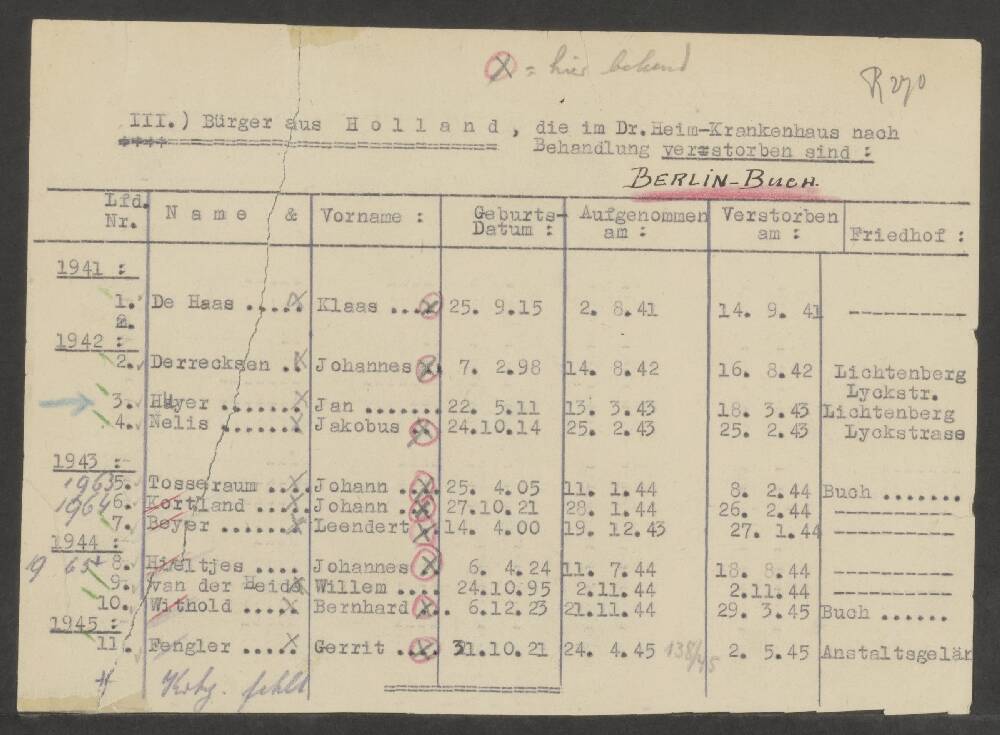 = hier bekend
R 270
III.) Bürger aus H o l l a n d , die im Dr.Heim-Krankenhaus nach
Behandlung verstorben sind :
BERLIN-BUCH.
Lfd. Nr. N a m e & Vorname : Geburts-Datum : Aufgenommen am : Verstorben am : Friedhof :
1941 :
1. De Haas ..... Klaas .... 25. 9.15 2. 8.41 14. 9. 41 ----------
2.
1942 :
2. Derrecksen .. Johannes 7. 2.98 14. 8.42 16. 8.42 Lichtenberg
Lyckstr.
3. Jan ....... 22. 5.11 13. 3.43 18. 3.43 Lichtenberg
4. Nelis ....... Jakobus 24.10.14 25. 2.43 25. 2.43 Lyckstrase
1943 :
1963 5. Tosseraum .... Johann ... 25. 4.05 11. 1.44 8. 2.44 Buch .......
1964 6. Kortland .... Johann .. 27.10.21 28. 1.44 26. 2.44 ----------
7. Beyer ....... Leendert 14. 4.00 19. 12.43 27. 1.44 ----------
1944 :
19 65 8. Hieltjes .... Johannes 6. 4.24 11. 7.44 18. 8.44 ----------
9. van der Heide Willem .... 24.10.95 2.11.44 2.11.44 ----------
10. Withold .... Bernhard . 6.12.23 21.11.44 29. 3.45 Buch ......
1945 :
11. Fengler .... Gerrit .... 31.10.21 24. 4.45 138/45 2. 5.45 Anstaltsgelän
fehlt